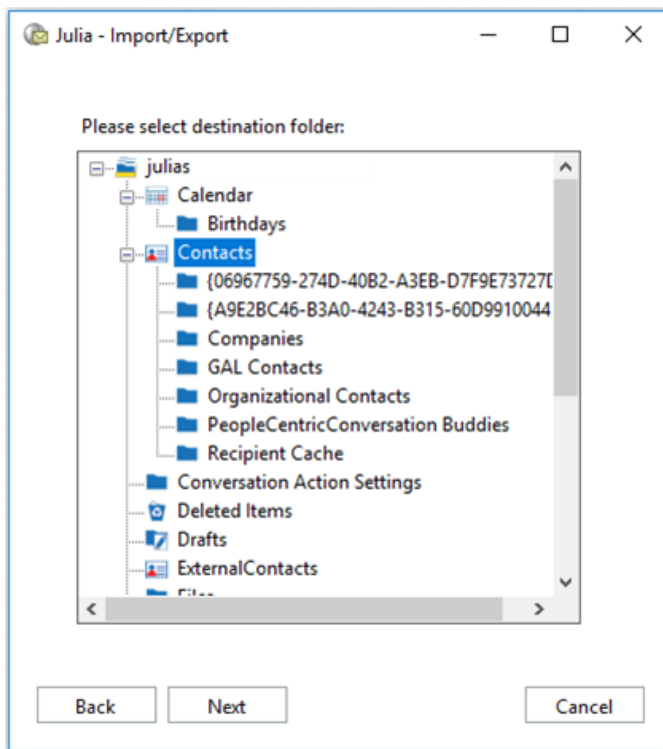 Julia - Import/Export
Please select destination folder:
julias
Calendar
Birthdays
Contacts
{06967759-274D-40B2-A3EB-D7F9E73727D
{A9E2BC46-B3A0-4243-B315-60D9910044
Companies
GAL Contacts
Organizational Contacts
PeopleCentricConversation Buddies
Recipient Cache
Conversation Action Settings
Deleted Items
Drafts
ExternalContacts
Files
Back Next Cancel